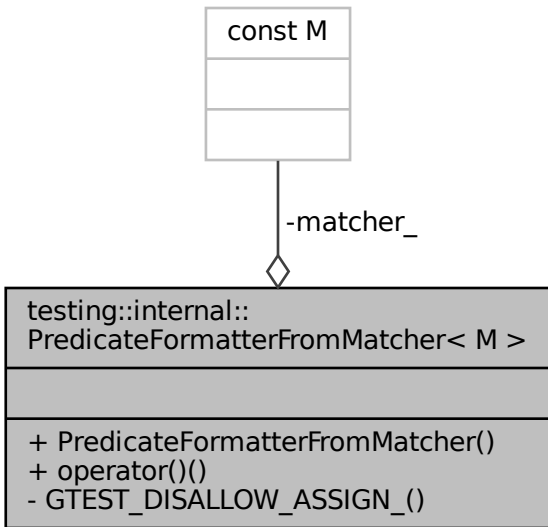 const M
-matcher_
testing::internal::
PredicateFormatterFromMatcher< M >
+ PredicateFormatterFromMatcher()
+ operator()()
- GTEST_DISALLOW_ASSIGN_()